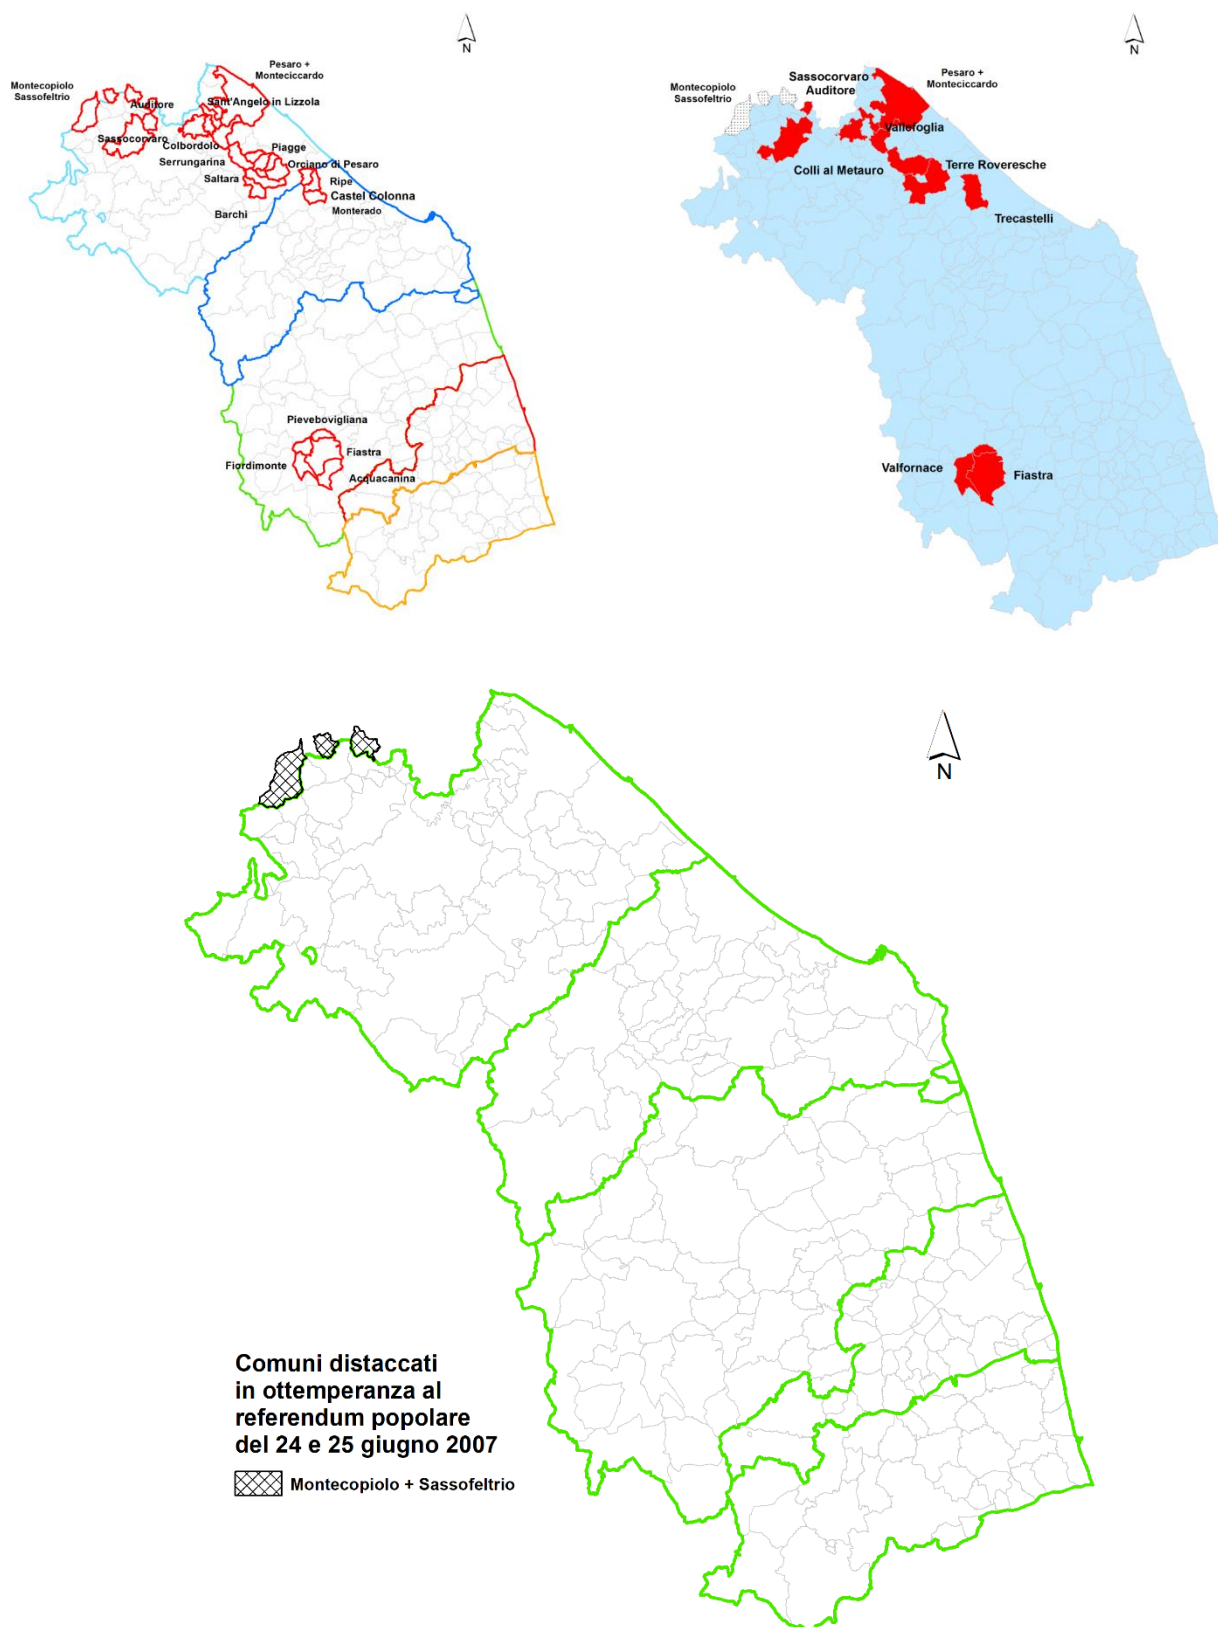 N
Pesaro +
Monteciccardo
Montecopiolo
Sassofeltrio
Auditore
Sant'Angelo in Lizzola
Sassocorvaro
Colbordolo
Piagge
Serrungarina
Orciano di Pesaro
Saltara
Ripe
Castel Colonna
Barchi
Monterado
Pievebovigliana
Fiastra
Fiordimonte
Acquacanina
N
Sassocorvaro
Auditore
Pesaro +
Monteciccardo
Montecopiolo
Sassofeltrio
Vallefoglia
Colli al Metauro
Terre Roveresche
Trecastelli
Valfornace
Fiastra
N
Comuni distaccati
in ottemperanza al
referendum popolare
del 24 e 25 giugno 2007
Montecopiolo + Sassofeltrio